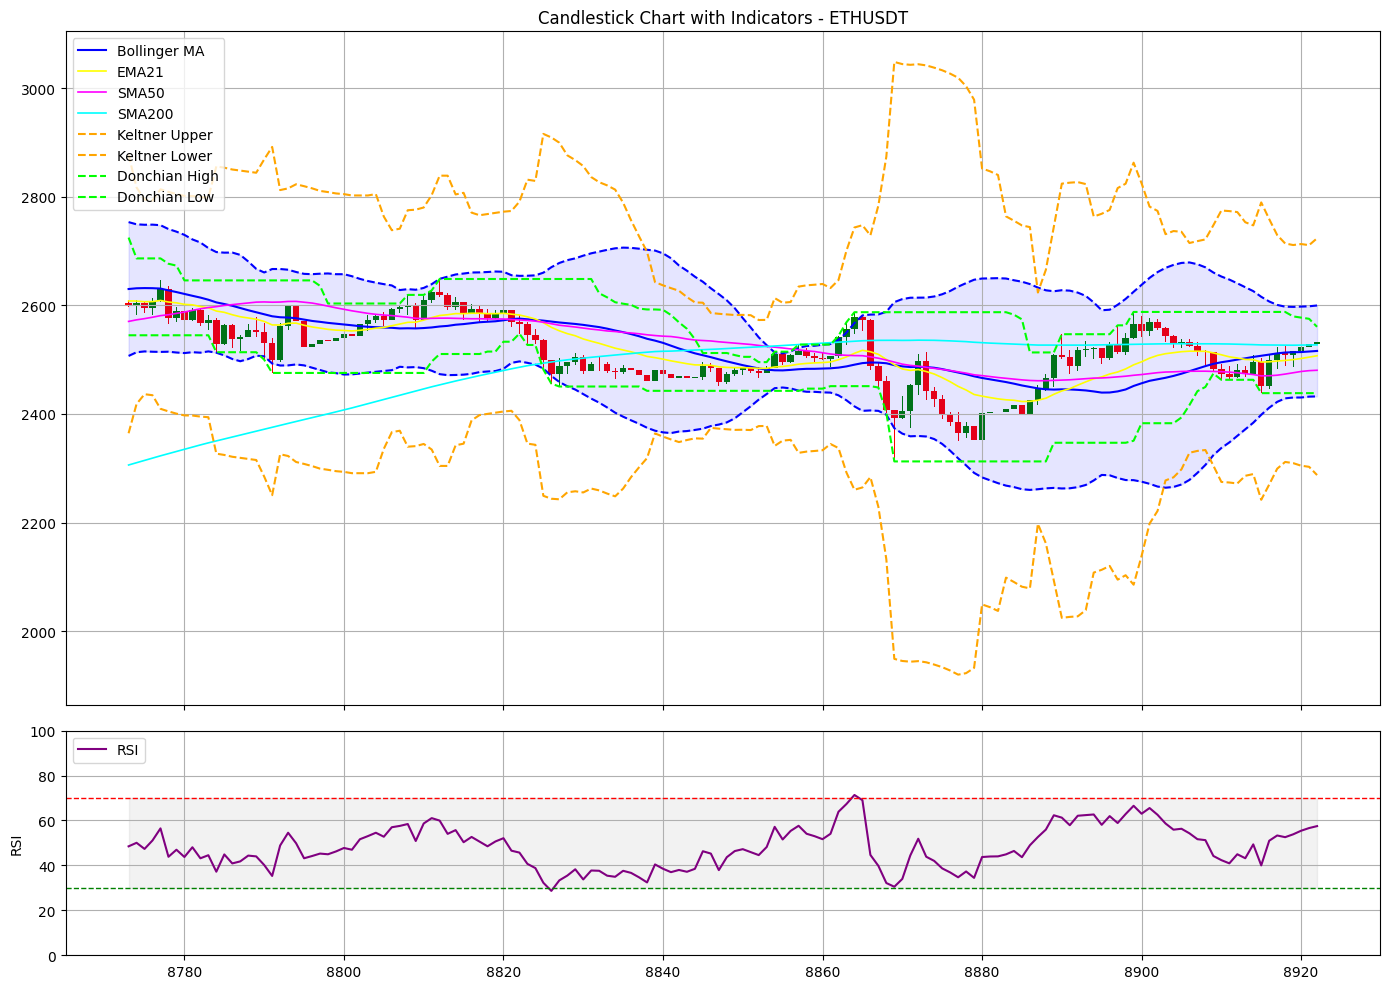 Candlestick Chart with Indicators - ETHUSDT
Bollinger MA
EMA21
SMA50
SMA200
Keltner Upper
Keltner Lower
Donchian High
Donchian Low
3000
2800
2600
2400
2200
2000
RSI
100
80
60
40
20
0
RSI
8780 8800 8820 8840 8860 8880 8900 8920